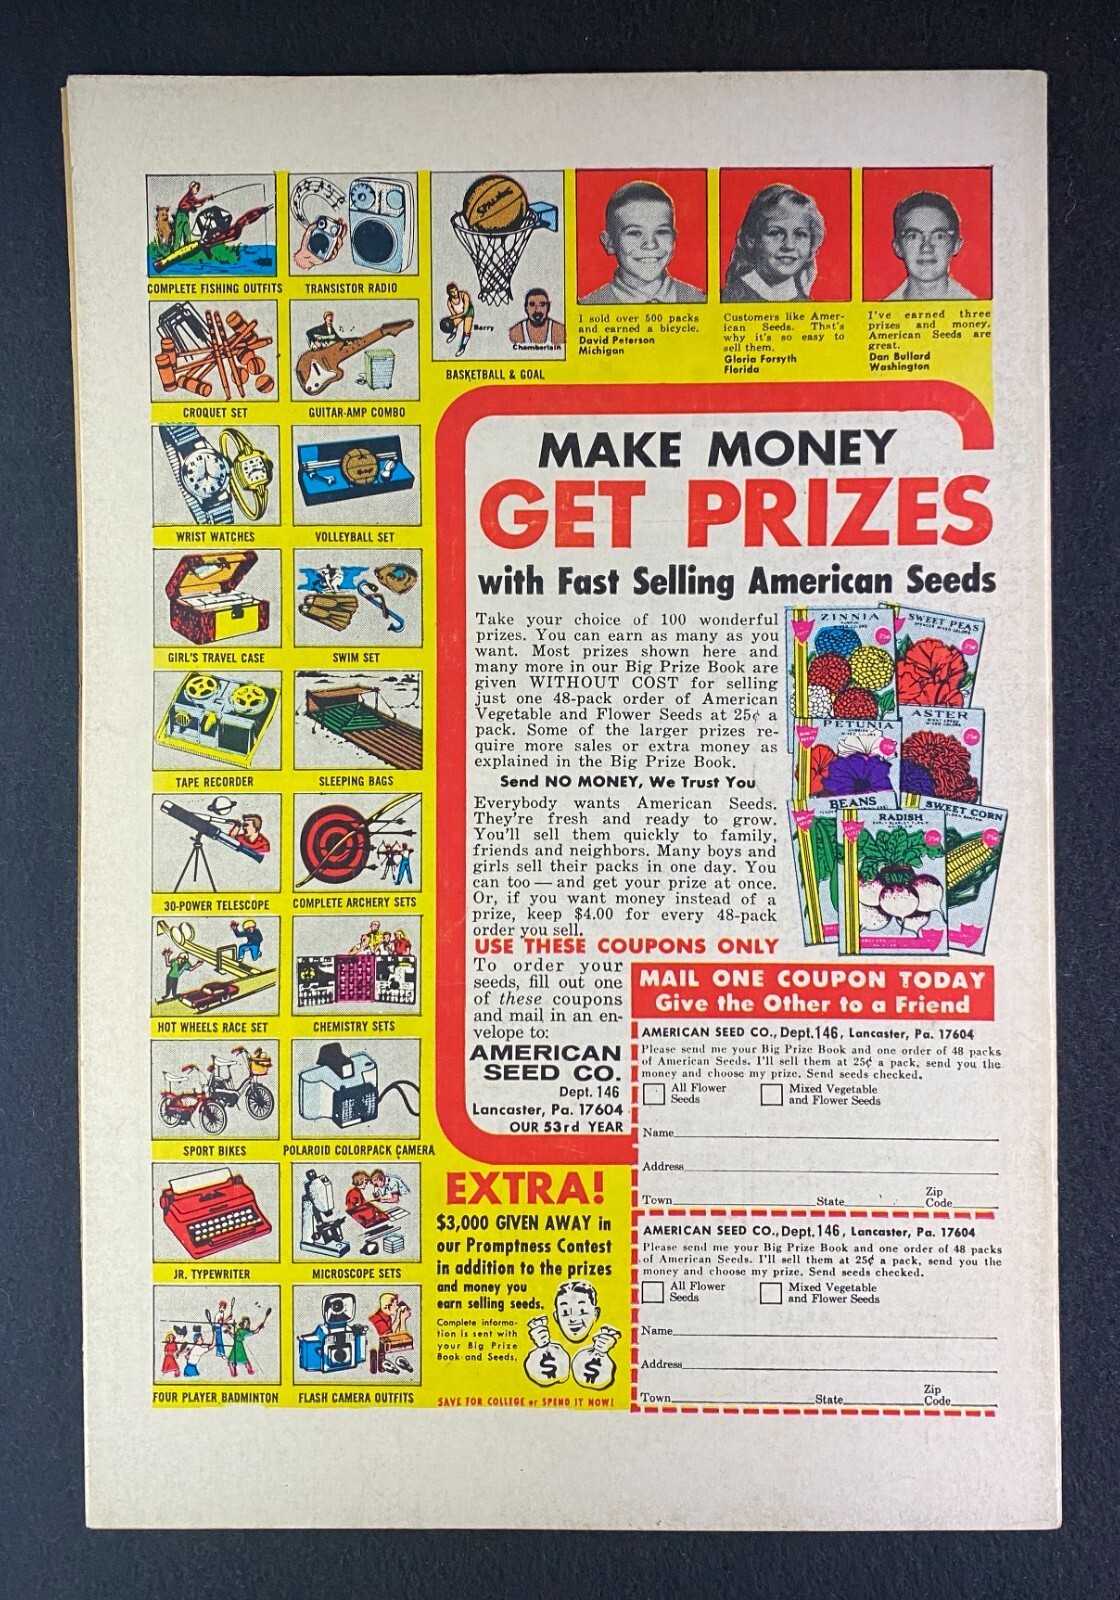 SPALDING
Barry
Chamberlain
COMPLETE FISHING OUTFITS
TRANSISTOR RADIO
BASKETBALL & GOAL
CROQUET SET
GUITAR-AMP COMBO
WRIST WATCHES
VOLLEYBALL SET
GIRL'S TRAVEL CASE
SWIM SET
TAPE RECORDER
SLEEPING BAGS
30-POWER TELESCOPE
COMPLETE ARCHERY SETS
HOT WHEELS RACE SET
CHEMISTRY SETS
SPORT BIKES
POLAROID COLORPACK CAMERA
JR. TYPEWRITER
MICROSCOPE SETS
FOUR PLAYER BADMINTON
FLASH CAMERA OUTFITS
I sold over 500 packs
and earned a bicycle.
David Peterson
Michigan
Customers like Amer-
ican Seeds. That's
why it's so easy to
sell them.
Gloria Forsyth
Florida
I've earned three
prizes and money.
American Seeds are
great.
Dan Bullard
Washington
MAKE MONEY
GET PRIZES
with Fast Selling American Seeds
Take your choice of 100 wonderful
prizes. You can earn as many as you
want. Most prizes shown here and
many more in our Big Prize Book are
given WITHOUT COST for selling
just one 48-pack order of American
Vegetable and Flower Seeds at 25¢ a
pack. Some of the larger prizes re-
quire more sales or extra money as
explained in the Big Prize Book.
Send NO MONEY, We Trust You
Everybody wants American Seeds.
They're fresh and ready to grow.
You'll sell them quickly to family,
friends and neighbors. Many boys and
girls sell their packs in one day. You
can too — and get your prize at once.
Or, if you want money instead of a
prize, keep $4.00 for every 48-pack
order you sell.
ZINNIA
25¢
SWEET PEAS
25¢
PETUNIA
25¢
ASTER
25¢
BEANS
RADISH
25¢
SWEET CORN
25¢
USE THESE COUPONS ONLY
To order your
seeds, fill out one
of these coupons
and mail in an en-
velope to:
AMERICAN
SEED CO.
Dept. 146
Lancaster, Pa. 17604
OUR 53rd YEAR
MAIL ONE COUPON TODAY
Give the Other to a Friend
AMERICAN SEED CO., Dept. 146, Lancaster, Pa. 17604
Please send me your Big Prize Book and one order of 48 packs
of American Seeds. I'll sell them at 25¢ a pack, send you the
money and choose my prize. Send seeds checked.
All Flower Seeds
Mixed Vegetable and Flower Seeds
Name
Address
Town State Zip Code
AMERICAN SEED CO., Dept. 146, Lancaster, Pa. 17604
Please send me your Big Prize Book and one order of 48 packs
of American Seeds. I'll sell them at 25¢ a pack, send you the
money and choose my prize. Send seeds checked.
All Flower Seeds
Mixed Vegetable and Flower Seeds
Name
Address
Town State Zip Code
EXTRA!
$3,000 GIVEN AWAY in
our Promptness Contest
in addition to the prizes
and money you
earn selling seeds.
Complete informa-
tion is sent with
your Big Prize
Book and Seeds.
$ $
SAVE FOR COLLEGE or SPEND IT NOW!